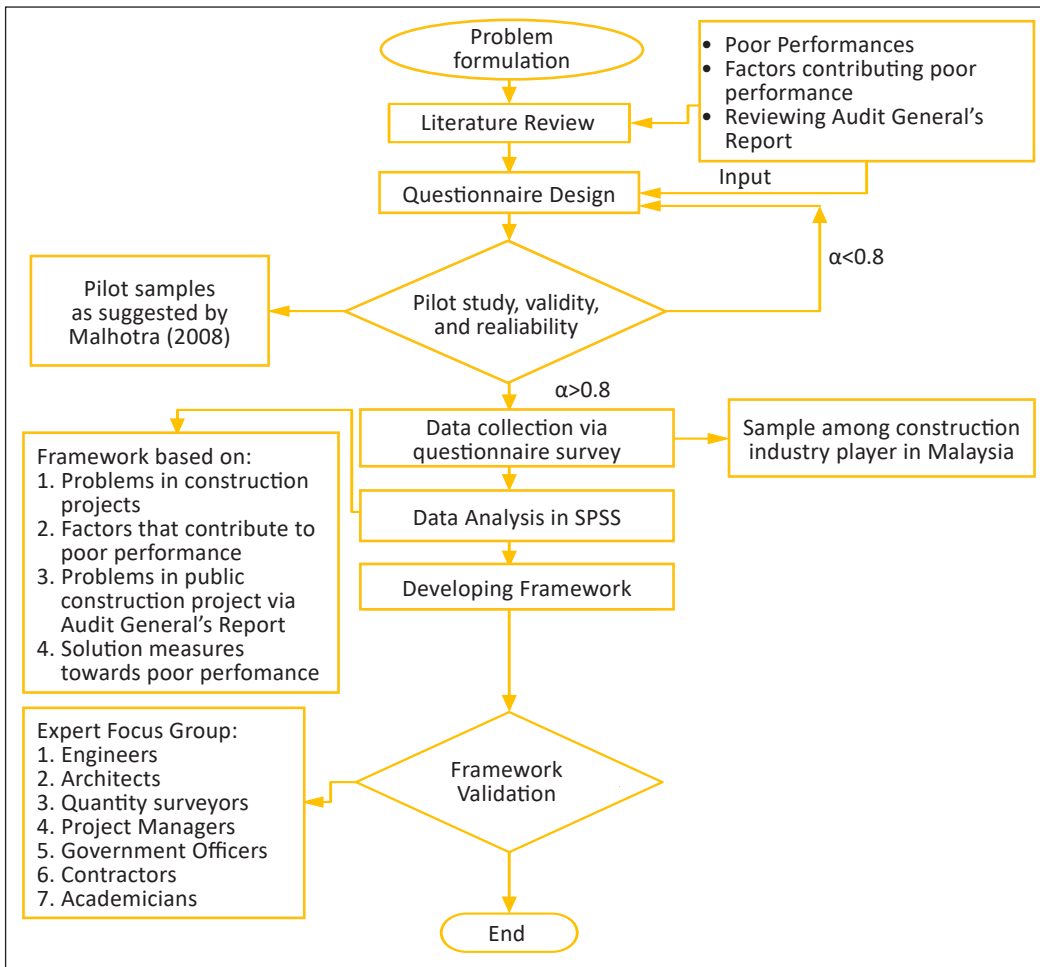 Problem
formulation
• Poor Performances
• Factors contributing poor
performance
• Reviewing Audit General’s
Report
Literature Review
Input
Questionnaire Design
α<0.8
Pilot samples
as suggested by
Malhotra (2008)
Pilot study, validity,
and realiability
α>0.8
Data collection via
questionnaire survey
Sample among construction
industry player in Malaysia
Framework based on:
1. Problems in construction
projects
2. Factors that contribute to
poor performance
3. Problems in public
construction project via
Audit General’s Report
4. Solution measures
towards poor perfomance
Data Analysis in SPSS
Developing Framework
Expert Focus Group:
1. Engineers
2. Architects
3. Quantity surveyors
4. Project Managers
5. Government Officers
6. Contractors
7. Academicians
Framework
Validation
End